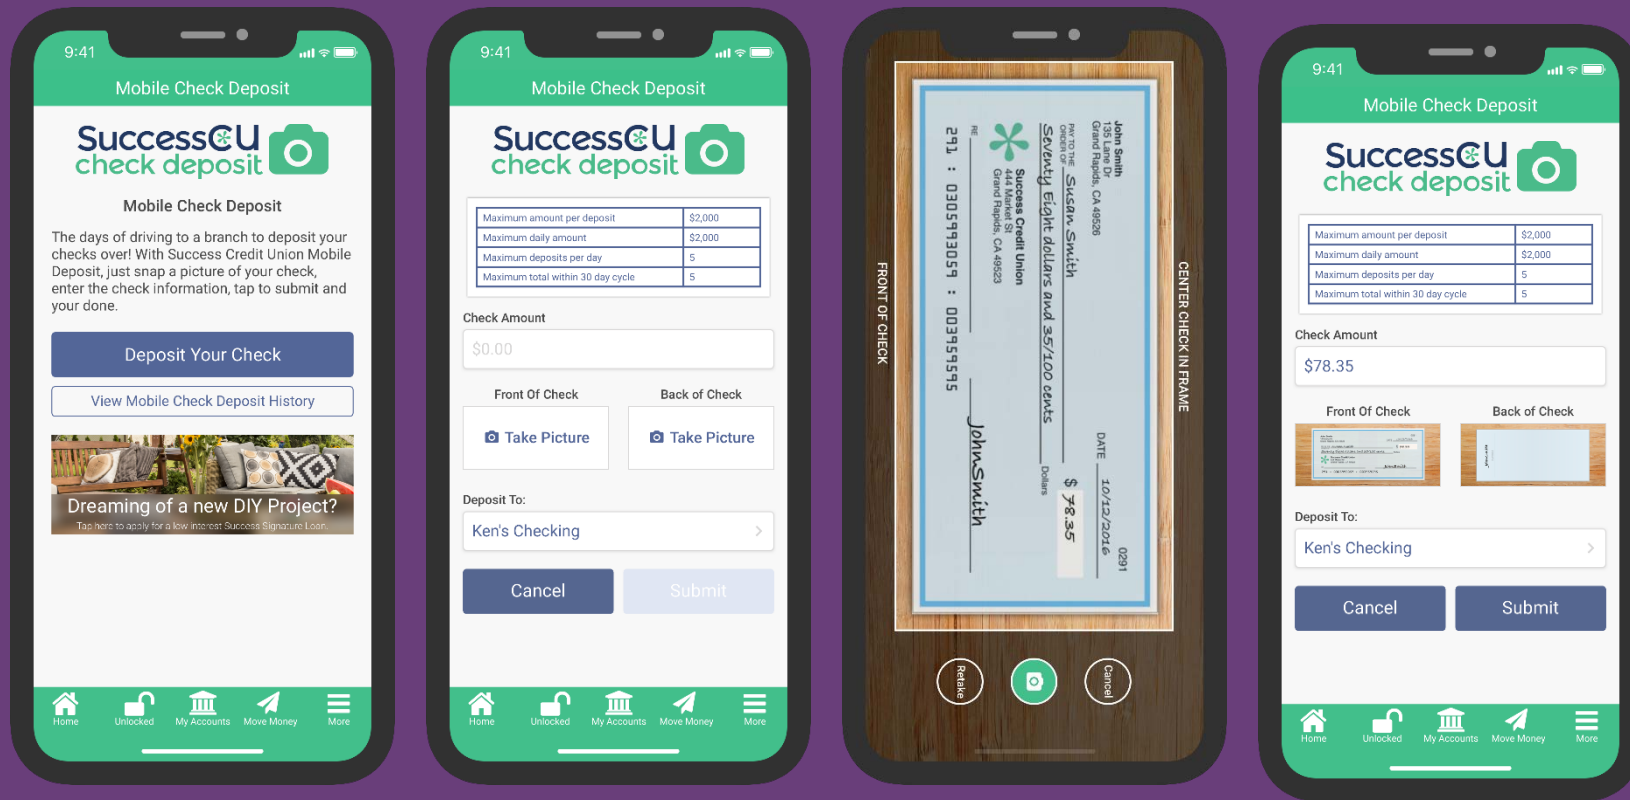 9:41
Mobile Check Deposit
SuccessCU
check deposit
Mobile Check Deposit
The days of driving to a branch to deposit your
checks over! With Success Credit Union Mobile
Deposit, just snap a picture of your check,
enter the check information, tap to submit and
your done.
Deposit Your Check
View Mobile Check Deposit History
Dreaming of a new DIY Project?
Tap here to apply for a low interest Success Signature Loan.
Home Unlocked My Accounts Move Money More
9:41
Mobile Check Deposit
SuccessCU
check deposit
Maximum amount per deposit $2,000
Maximum daily amount $2,000
Maximum deposits per day 5
Maximum total within 30 day cycle 5
Check Amount
$0.00
Front Of Check Back of Check
Take Picture Take Picture
Deposit To:
Ken's Checking
Cancel Submit
Home Unlocked My Accounts Move Money More
CENTER CHECK IN FRAME
John Smith 0291
135 Lane Dr
Grand Rapids, CA 49526
DATE 10/12/2016
PAY TO THE
ORDER OF Susan Smith $ 78.35
Seventy Eight dollars and 35/100 cents Dollars
Success Credit Union
444 Market St
Grand Rapids, CA 49523
RE JohnSmith
291 : 0305993059 : 0039595955
FRONT OF CHECK
Retake Cancel
9:41
Mobile Check Deposit
SuccessCU
check deposit
Maximum amount per deposit $2,000
Maximum daily amount $2,000
Maximum deposits per day 5
Maximum total within 30 day cycle 5
Check Amount
$78.35
Front Of Check Back of Check
Deposit To:
Ken's Checking
Cancel Submit
Home Unlocked My Accounts Move Money More